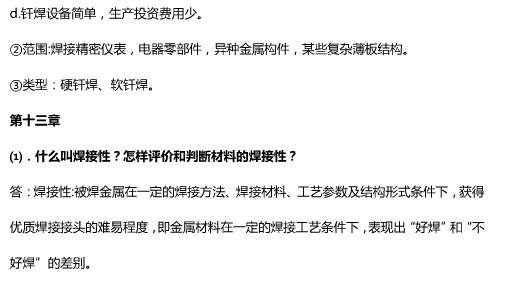 d.钎焊设备简单，生产投资费用少。
②范围:焊接精密仪表，电器零部件，异种金属构件，某些复杂薄板结构。
③类型：硬钎焊、软钎焊。
第十三章
⑴．什么叫焊接性？怎样评价和判断材料的焊接性？
答：焊接性:被焊金属在一定的焊接方法、焊接材料、工艺参数及结构形式条件下，获得
优质焊接接头的难易程度，即金属材料在一定的焊接工艺条件下，表现出“好焊”和“不
好焊”的差别。